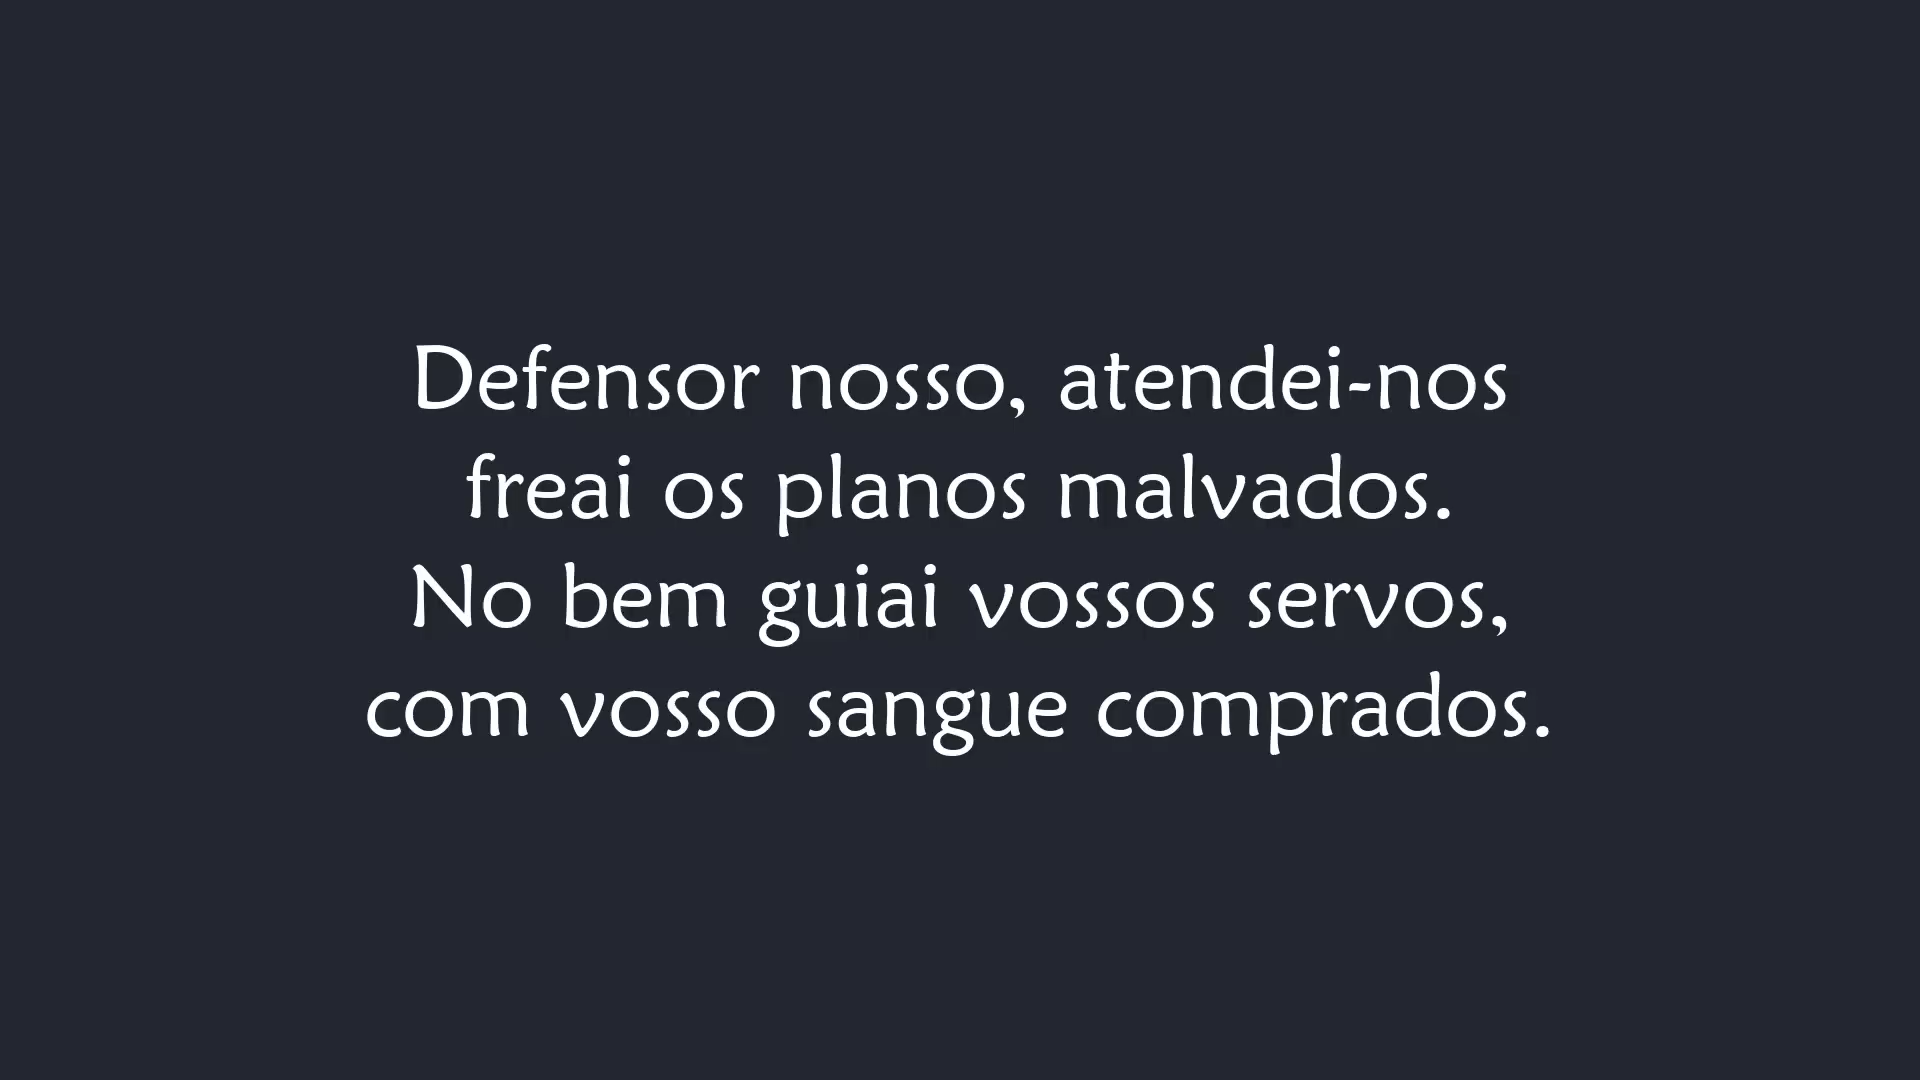 Defensor nosso, atendei-nos
freai os planos malvados.
No bem guiai vossos servos,
com vosso sangue comprados.